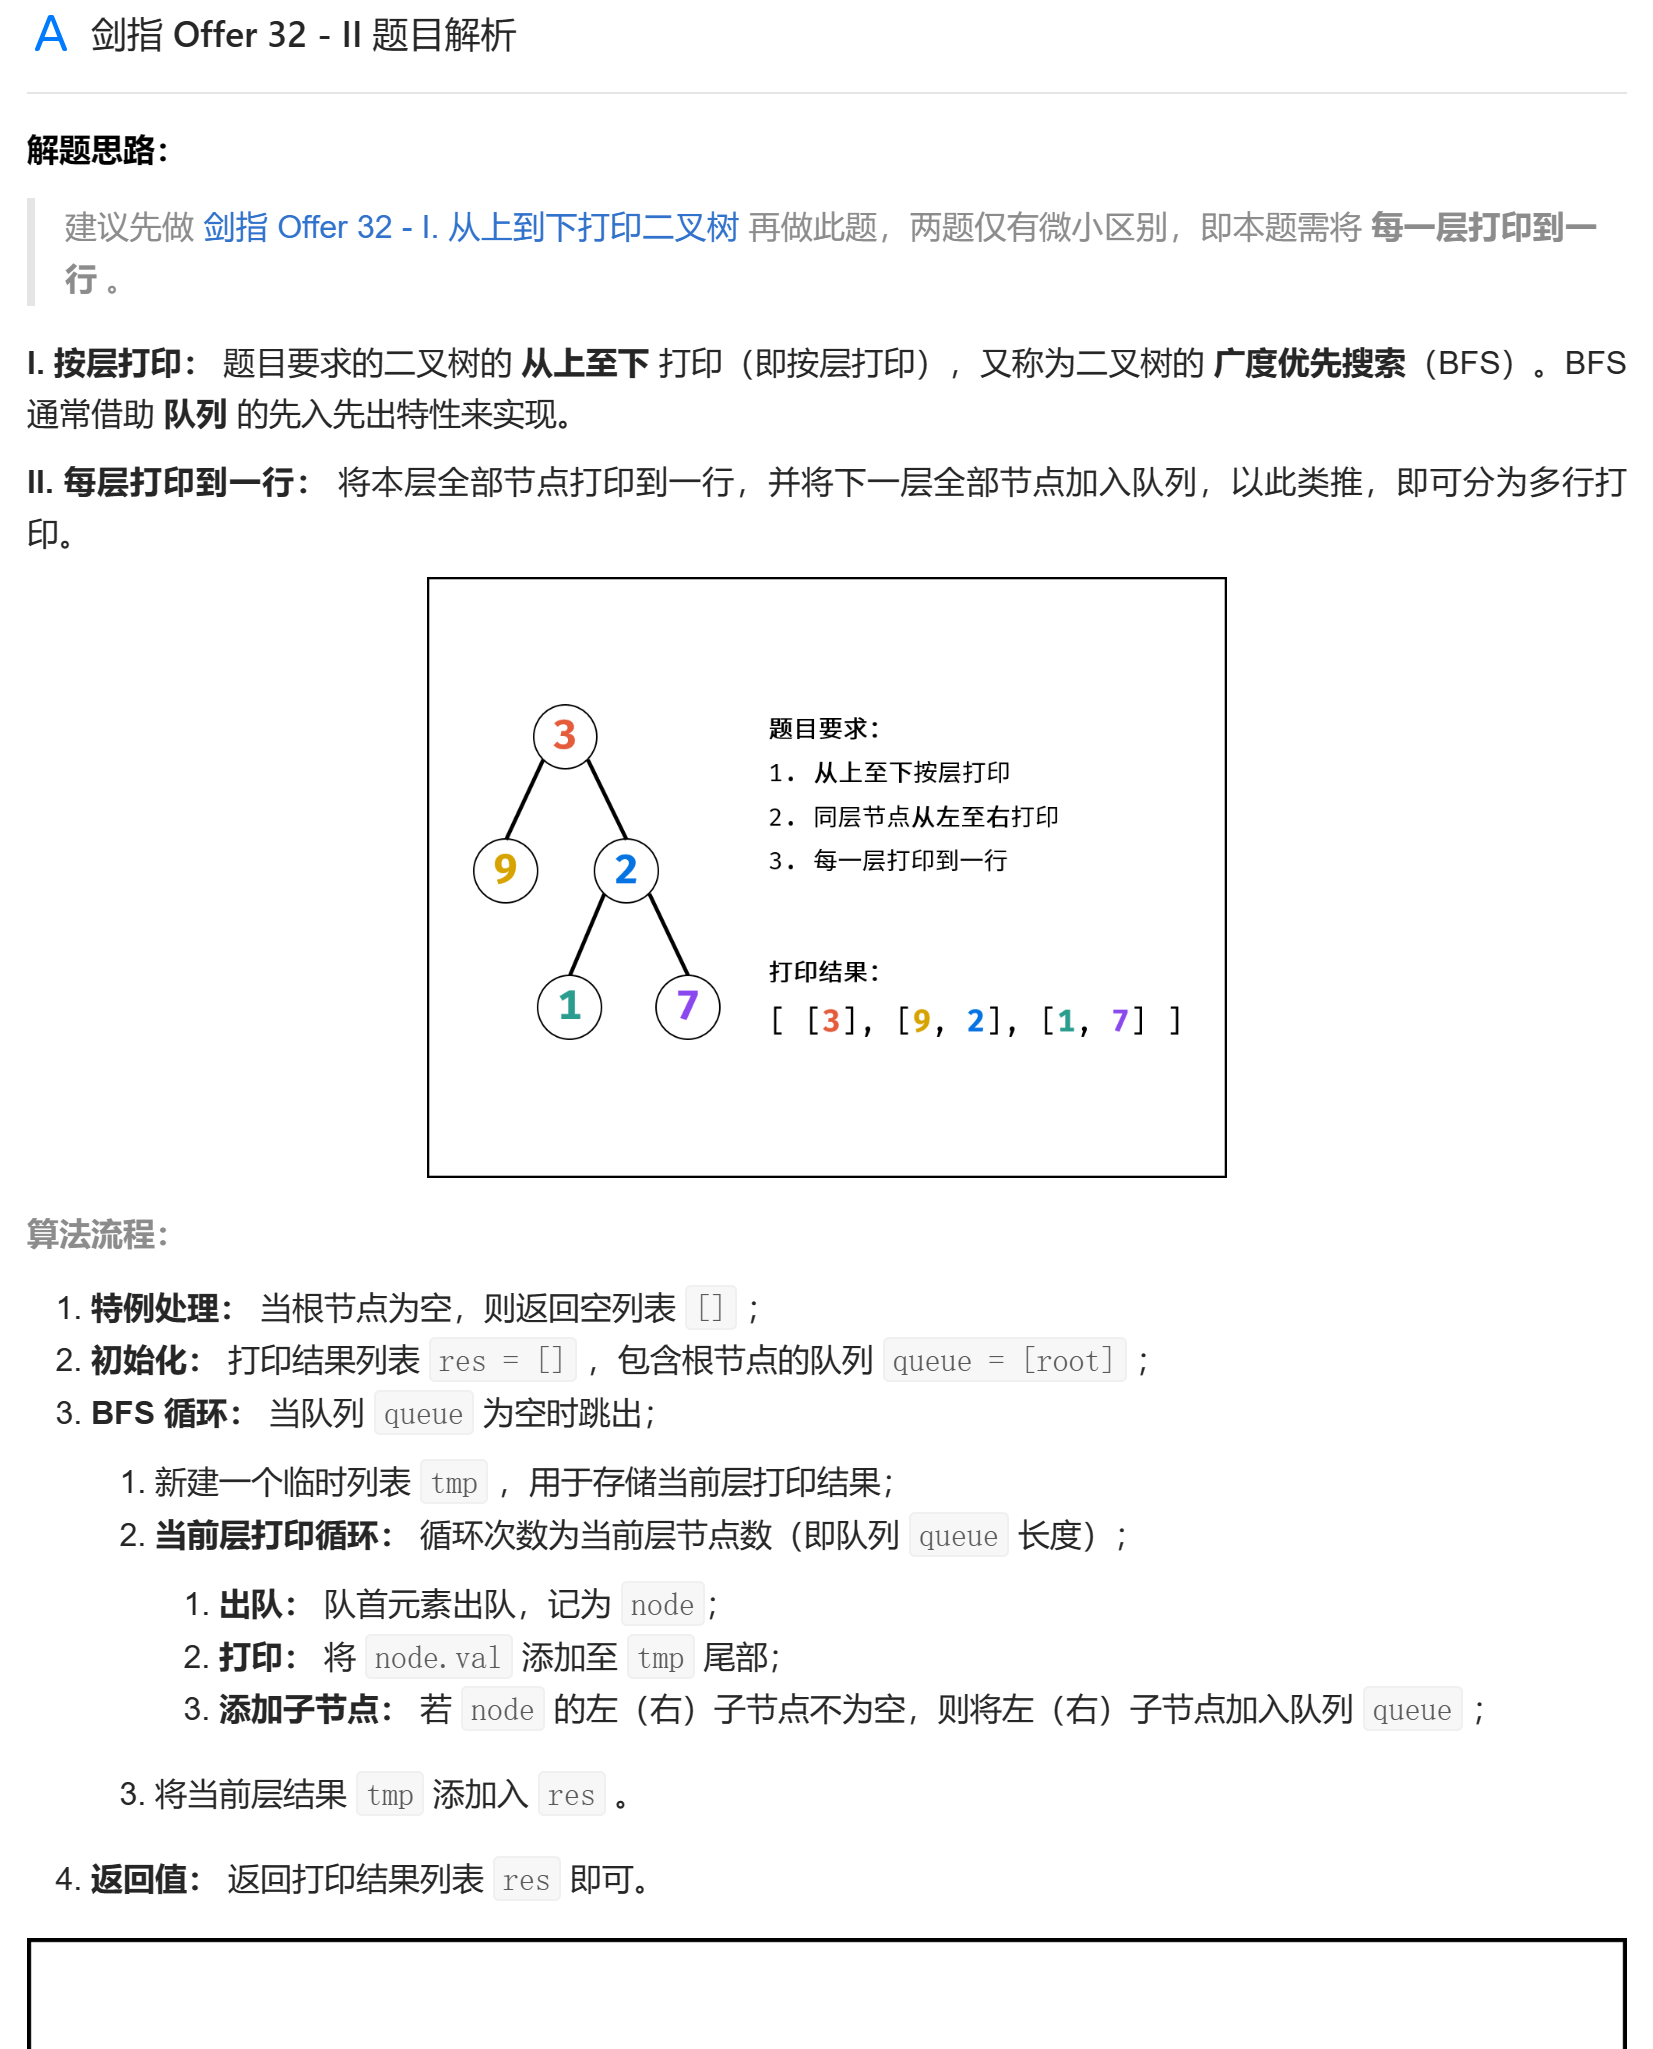 剑指 Offer 32 - II 题目解析
解题思路：
建议先做 剑指 Offer 32 - I. 从上到下打印二叉树 再做此题，两题仅有微小区别，即本题需将 每一层打印到一
行 。
I. 按层打印： 题目要求的二叉树的 从上至下 打印（即按层打印），又称为二叉树的 广度优先搜索（BFS）。BFS
通常借助 队列 的先入先出特性来实现。
II. 每层打印到一行： 将本层全部节点打印到一行，并将下一层全部节点加入队列，以此类推，即可分为多行打
印。
3
9
2
1
7
题目要求：
1. 从上至下按层打印
2. 同层节点从左至右打印
3. 每一层打印到一行
打印结果：
[ [3], [9, 2], [1, 7] ]
算法流程：
1. 特例处理： 当根节点为空，则返回空列表 [] ；
2. 初始化： 打印结果列表 res = [] ，包含根节点的队列 queue = [root] ；
3. BFS 循环： 当队列 queue 为空时跳出；
1. 新建一个临时列表 tmp ，用于存储当前层打印结果；
2. 当前层打印循环： 循环次数为当前层节点数（即队列 queue 长度）；
1. 出队： 队首元素出队，记为 node；
2. 打印： 将 node.val 添加至 tmp 尾部；
3. 添加子节点： 若 node 的左（右）子节点不为空，则将左（右）子节点加入队列 queue ；
3. 将当前层结果 tmp 添加入 res 。
4. 返回值： 返回打印结果列表 res 即可。